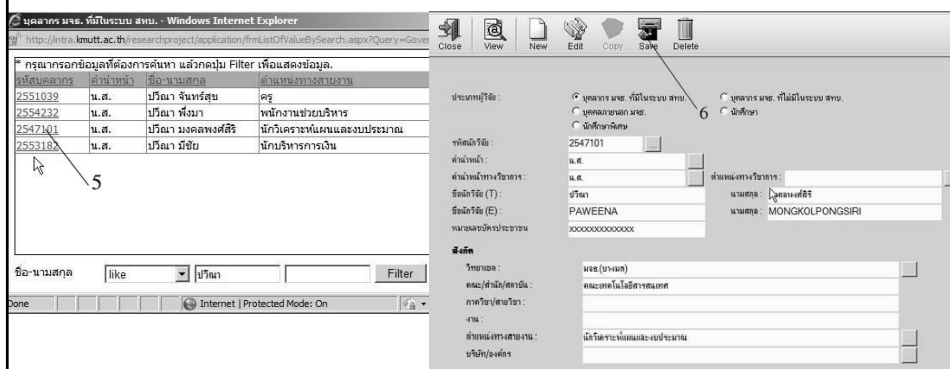 บุคลากร มจธ. ที่มีในระบบ สทบ. - Windows Internet Explorer
http://intra.kmutt.ac.th/researchproject/application/frmListOfValueBySearch.aspx?Query=Gover
* กรุณากรอกข้อมูลที่ต้องการค้นหา แล้วกดปุ่ม Filter เพื่อแสดงข้อมูล.
รหัสบุคลากร คำนำหน้า ชื่อ-นามสกุล ตำแหน่งทางสายงาน
2551039 น.ส. ปวีณา จันทร์สุข ครู
2554232 น.ส. ปวีณา พึ่งมา พนักงานช่วยบริหาร
2547101 น.ส. ปวีณา มงคลพงศ์สิริ นักวิเคราะห์แผนและงบประมาณ
2553182 น.ส. ปวีณา มีชัย นักบริหารการเงิน
5
ชื่อ-นามสกุล like ปวีณา Filter
Done Internet | Protected Mode: On
Close View New Edit Copy Save Delete
6
ประเภทผู้วิจัย : บุคลากร มจธ. ที่มีในระบบ สทบ. บุคลากร มจธ. ที่ไม่มีในระบบ สทบ.
บุคคลภายนอก มจธ. 6 นักศึกษา
นักศึกษาพิเศษ
รหัสนักวิจัย : 2547101 ...
คำนำหน้า : น.ส.
คำนำหน้าทางวิชาการ : น.ส. ตำแหน่งทางวิชาการ :
ชื่อนักวิจัย (T) : ปวีณา นามสกุล : มงคลพงศ์สิริ
ชื่อนักวิจัย (E) : PAWEENA นามสกุล : MONGKOLPONGSIRI
หมายเลขบัตรประชาชน xxxxxxxxxxxxx
สังกัด
วิทยาเขต : มจธ.(บางมด)
คณะ/สำนัก/สถาบัน : คณะเทคโนโลยีสารสนเทศ
ภาควิชา/สายวิชา :
งาน :
ตำแหน่งทางสายงาน : นักวิเคราะห์แผนและงบประมาณ
บริษัท/องค์กร